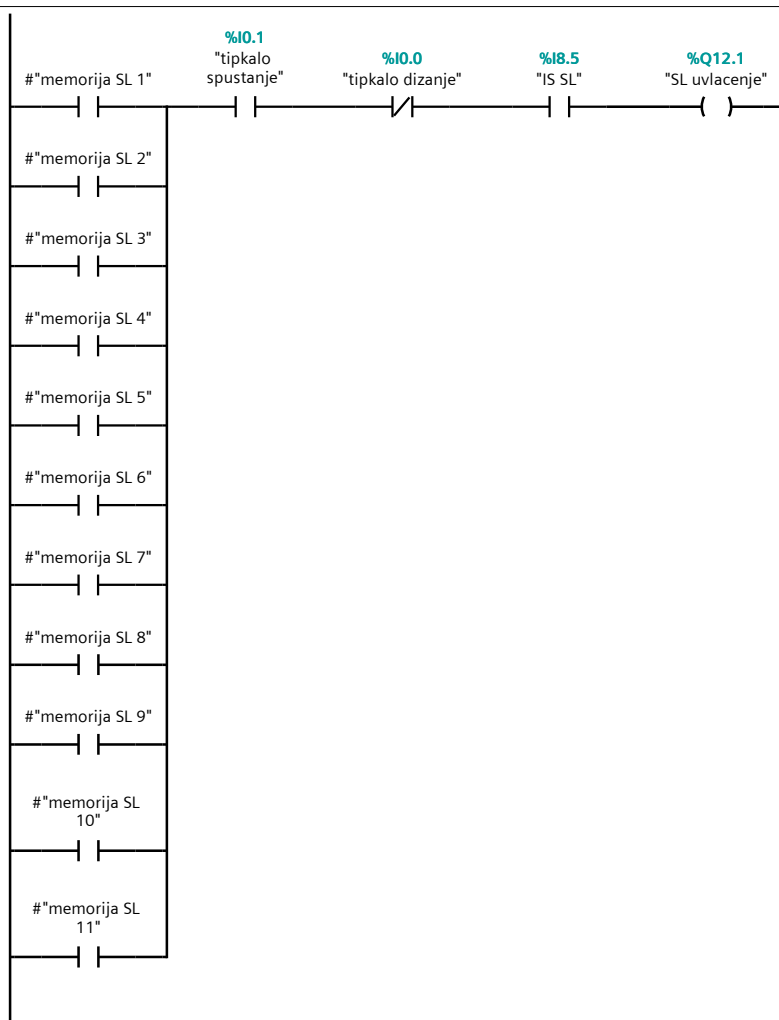 %I0.1
"tipkalo
spustanje"
%I0.0
"tipkalo dizanje"
%I8.5
"IS SL"
%Q12.1
"SL uvlacenje"
#"memorija SL 1"
#"memorija SL 2"
#"memorija SL 3"
#"memorija SL 4"
#"memorija SL 5"
#"memorija SL 6"
#"memorija SL 7"
#"memorija SL 8"
#"memorija SL 9"
#"memorija SL
10"
#"memorija SL
11"